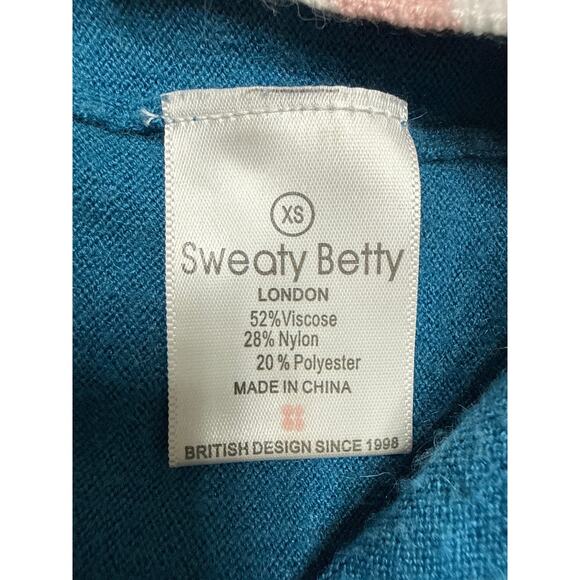 XS
Sweaty Betty
LONDON
52%Viscose
28% Nylon
20% Polyester
MADE IN CHINA
BRITISH DESIGN SINCE 1998